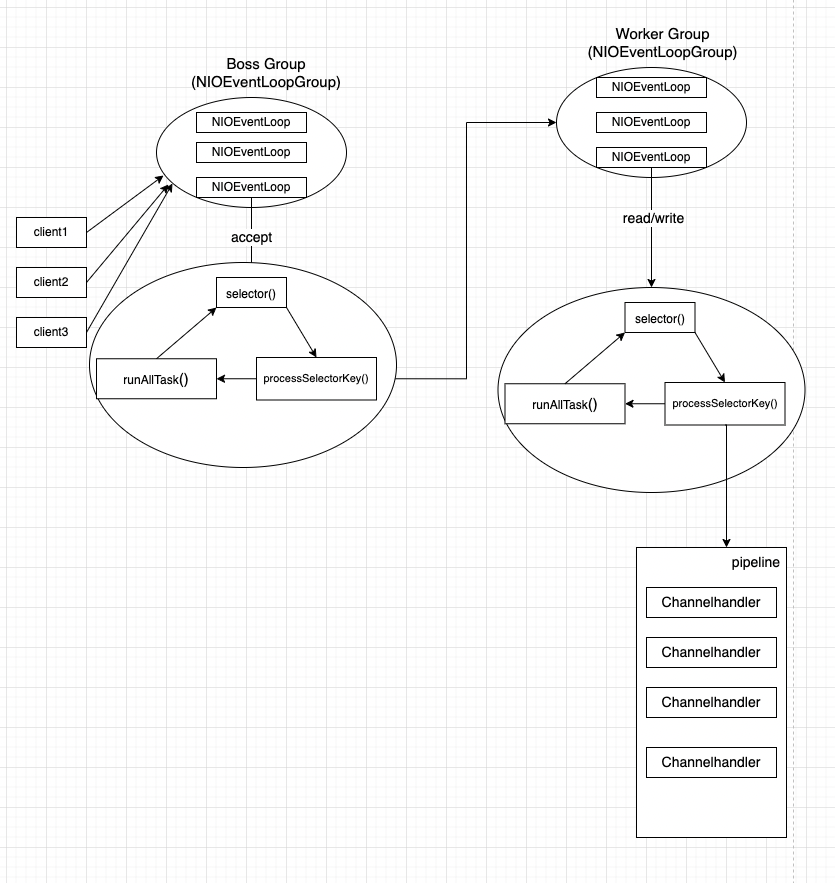 Worker Group
(NIOEventLoopGroup)
Boss Group
(NIOEventLoopGroup)
NIOEventLoop
NIOEventLoop
NIOEventLoop
NIOEventLoop
NIOEventLoop
NIOEventLoop
client1
client2
client3
accept
read/write
selector()
runAllTask()
processSelectorKey()
selector()
runAllTask()
processSelectorKey()
pipeline
Channelhandler
Channelhandler
Channelhandler
Channelhandler